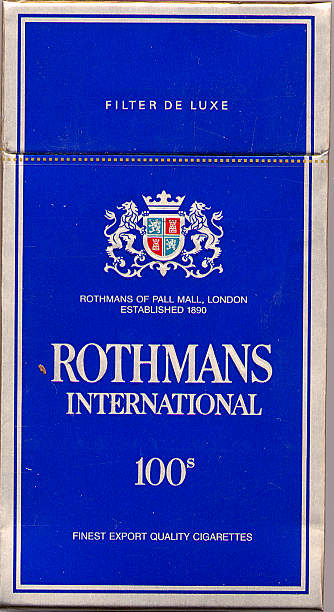 FILTER DE LUXE
ROTHMANS OF PALL MALL, LONDON
ESTABLISHED 1890
ROTHMANS
INTERNATIONAL
100s
FINEST EXPORT QUALITY CIGARETTES